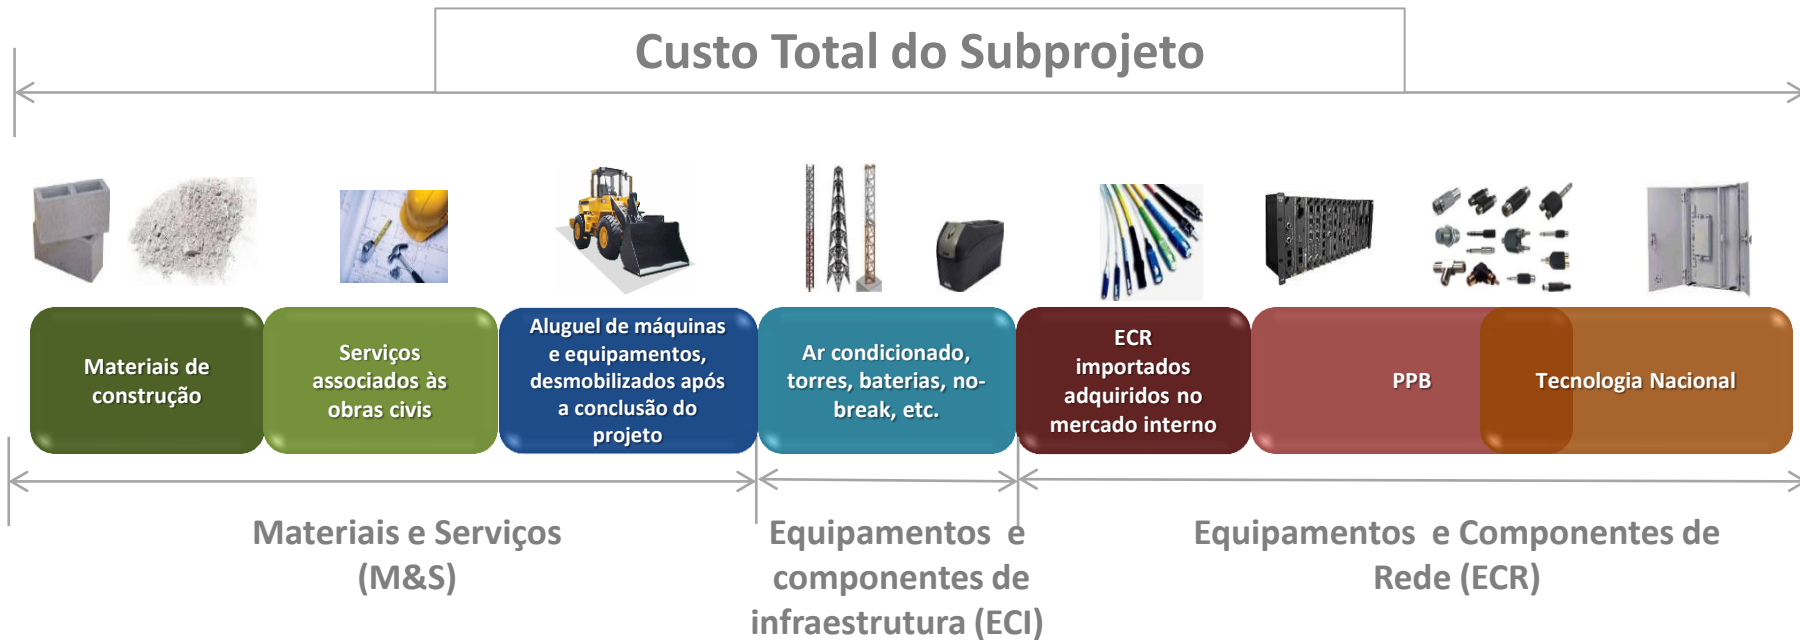 Custo Total do Subprojeto
Materiais de
construção
Serviços
associados às
obras civis
Aluguel de máquinas
e equipamentos,
desmobilizados após
a conclusão do
projeto
Ar condicionado,
torres, baterias, no-
break, etc.
ECR
importados
adquiridos no
mercado interno
PPB
Tecnologia Nacional
Materiais e Serviços
(M&S)
Equipamentos e
componentes de
infraestrutura (ECI)
Equipamentos e Componentes de
Rede (ECR)